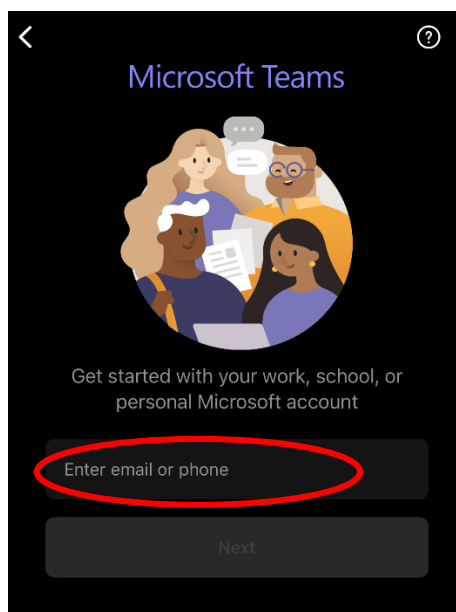 Microsoft Teams
Get started with your work, school, or
personal Microsoft account
Enter email or phone
Next